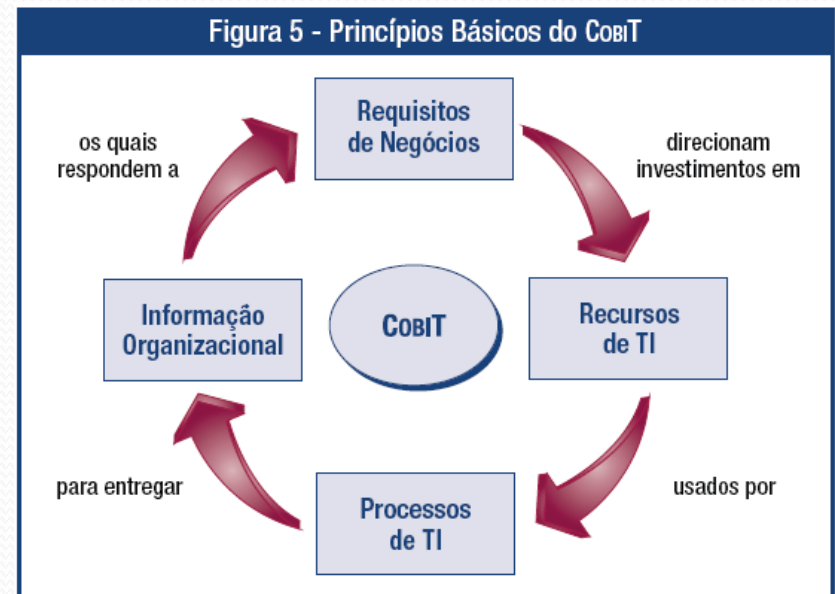 Figura 5 - Princípios Básicos do COBIT
Requisitos
de Negócios
direcionam
investimentos em
Recursos
de TI
usados por
Processos
de TI
para entregar
Informação
Organizacional
os quais
respondem a
COBIT